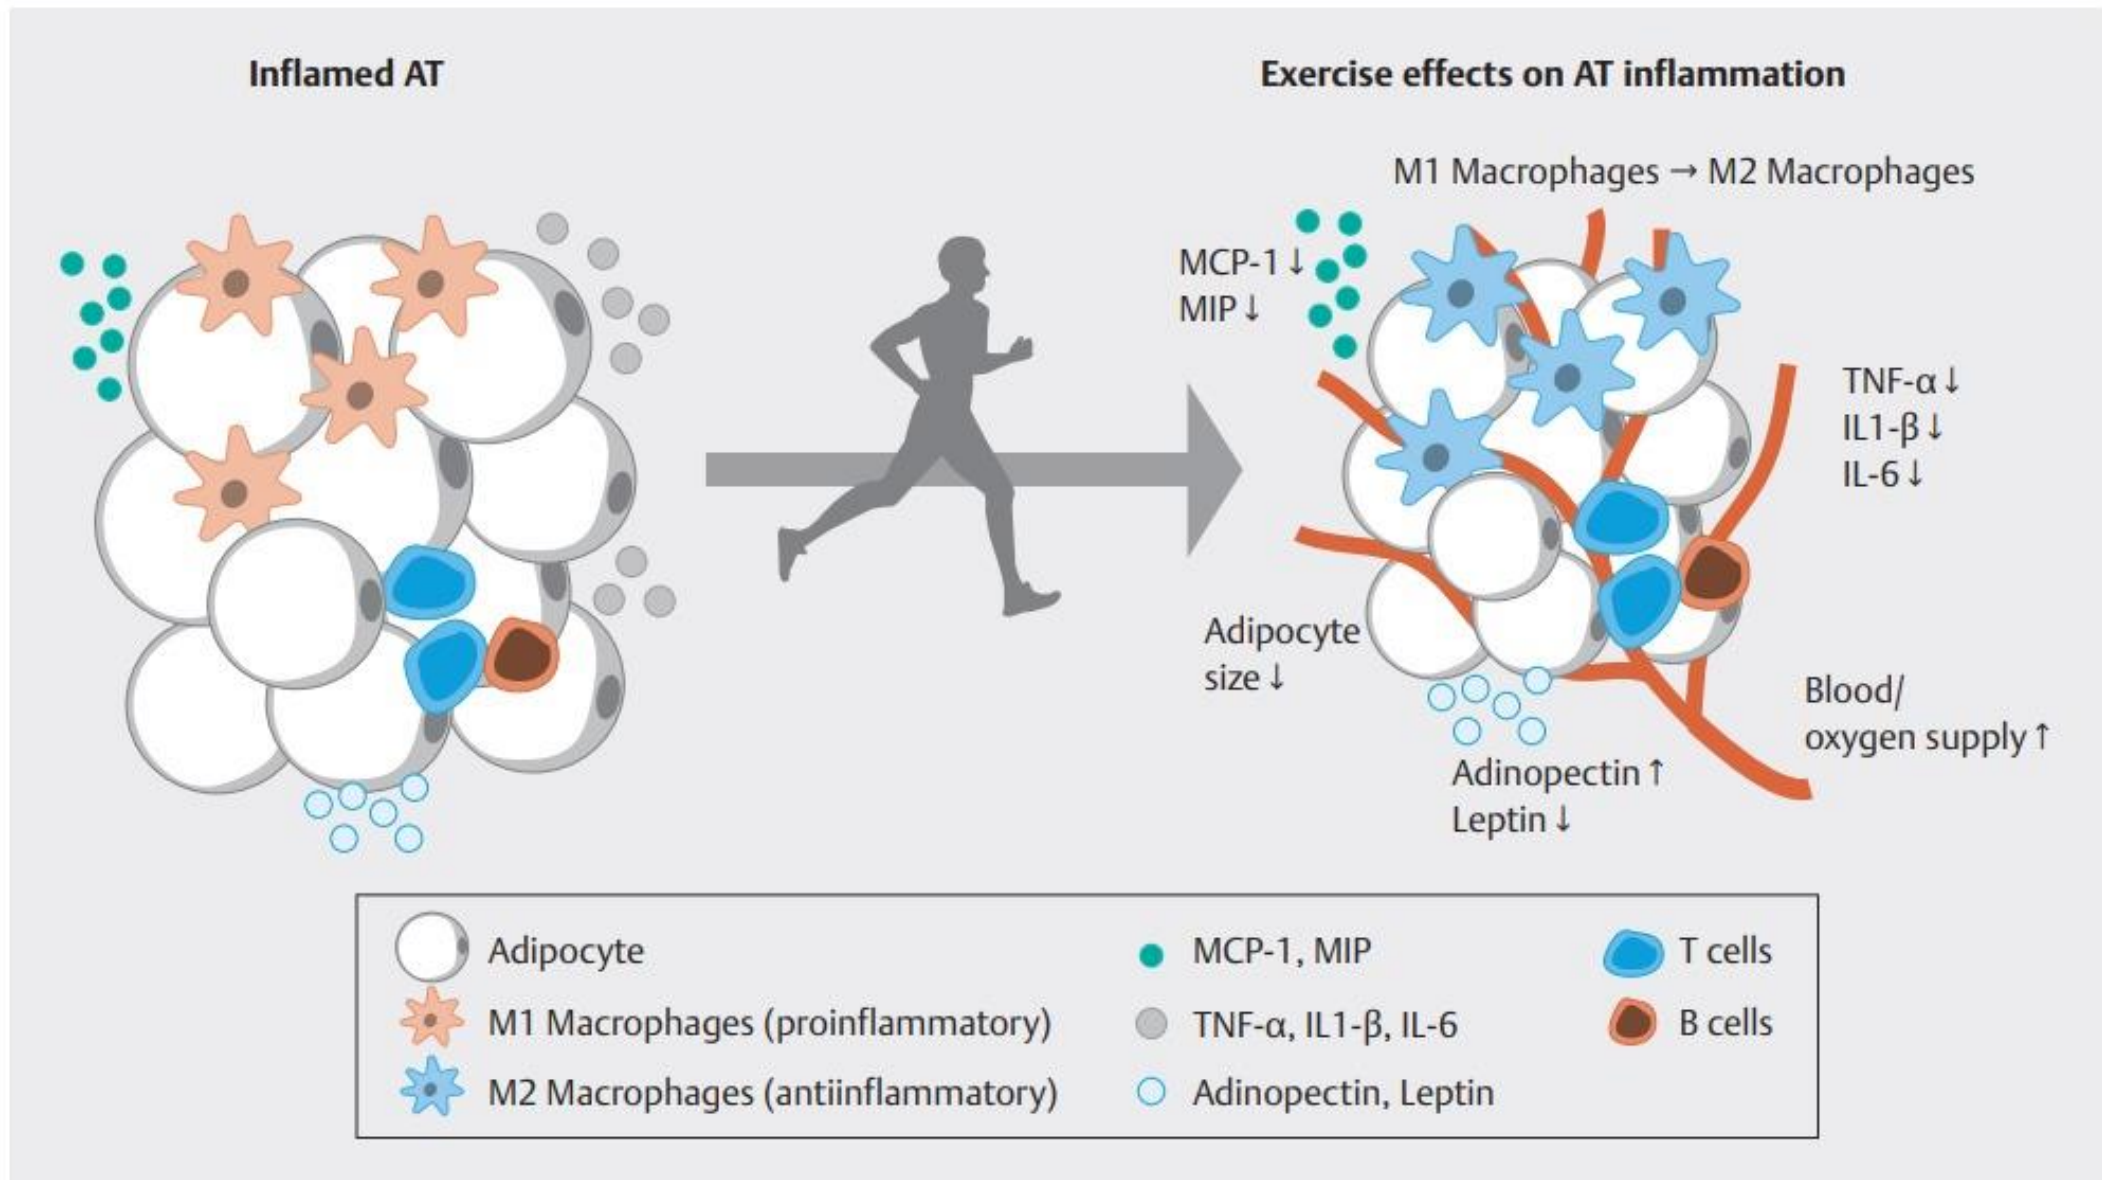 Inflamed AT
Exercise effects on AT inflammation
M1 Macrophages → M2 Macrophages
MCP-1 ↓
MIP ↓
TNF-α ↓
IL1-β ↓
IL-6 ↓
Adipocyte
size ↓
Blood/
oxygen supply ↑
Adinopectin ↑
Leptin ↓
Adipocyte
M1 Macrophages (proinflammatory)
M2 Macrophages (antiinflammatory)
MCP-1, MIP
TNF-α, IL1-β, IL-6
Adinopectin, Leptin
T cells
B cells